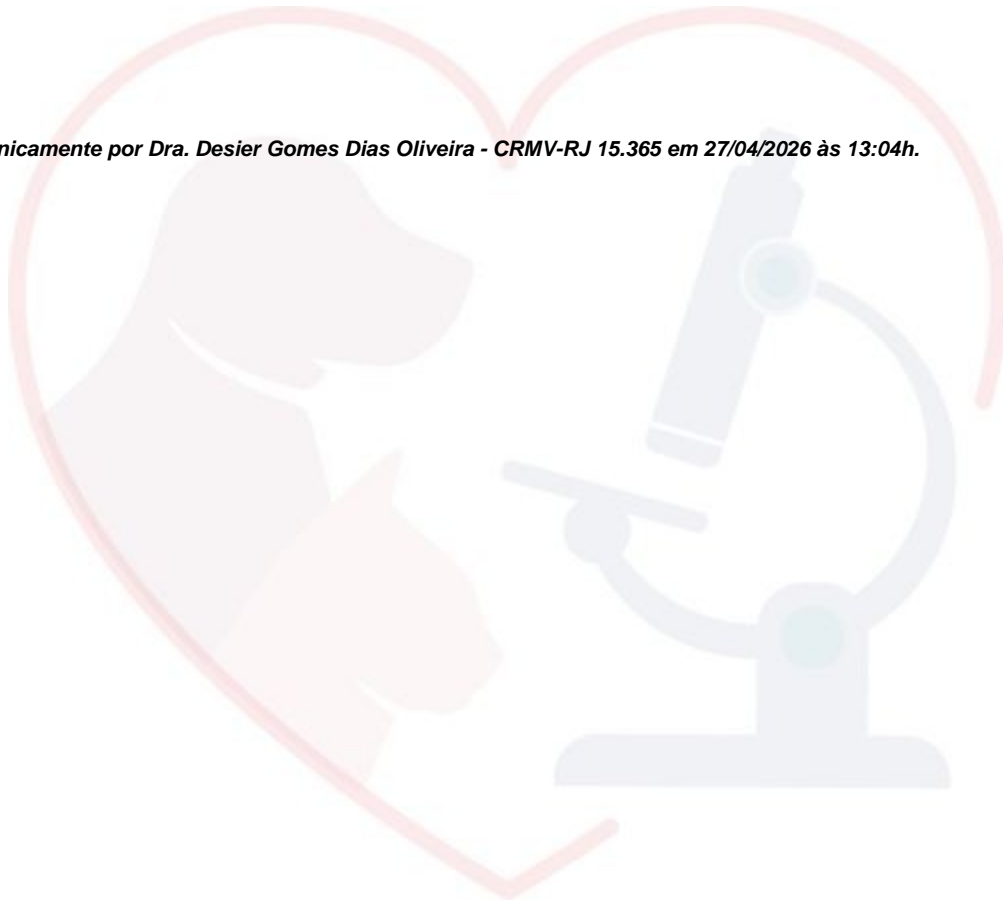 nicamente por Dra. Desier Gomes Dias Oliveira - CRMV-RJ 15.365 em 27/04/2026 às 13:04h.